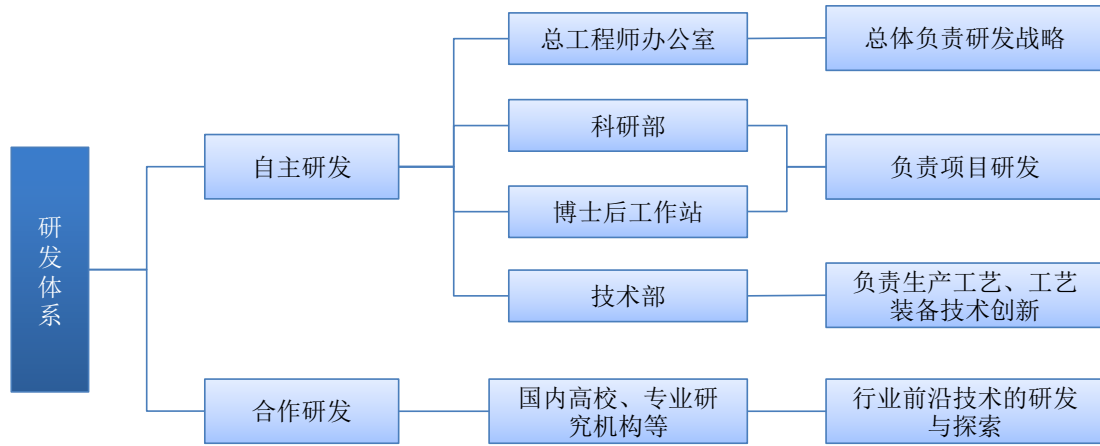 研发体系
自主研发
总工程师办公室
总体负责研发战略
科研部
博士后工作站
负责项目研发
技术部
负责生产工艺、工艺
装备技术创新
合作研发
国内高校、专业研
究机构等
行业前沿技术的研发
与探索